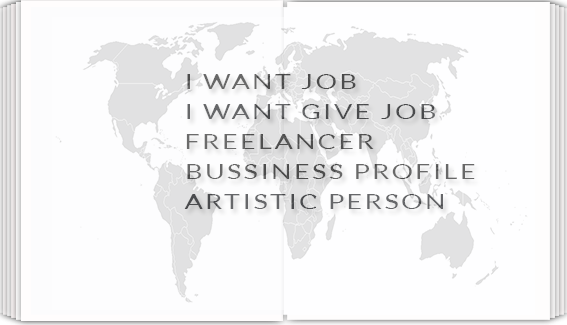 I WANT JOB
I WANT GIVE JOB
FREELANCER
BUSSINESS PROFILE
ARTISTIC PERSON